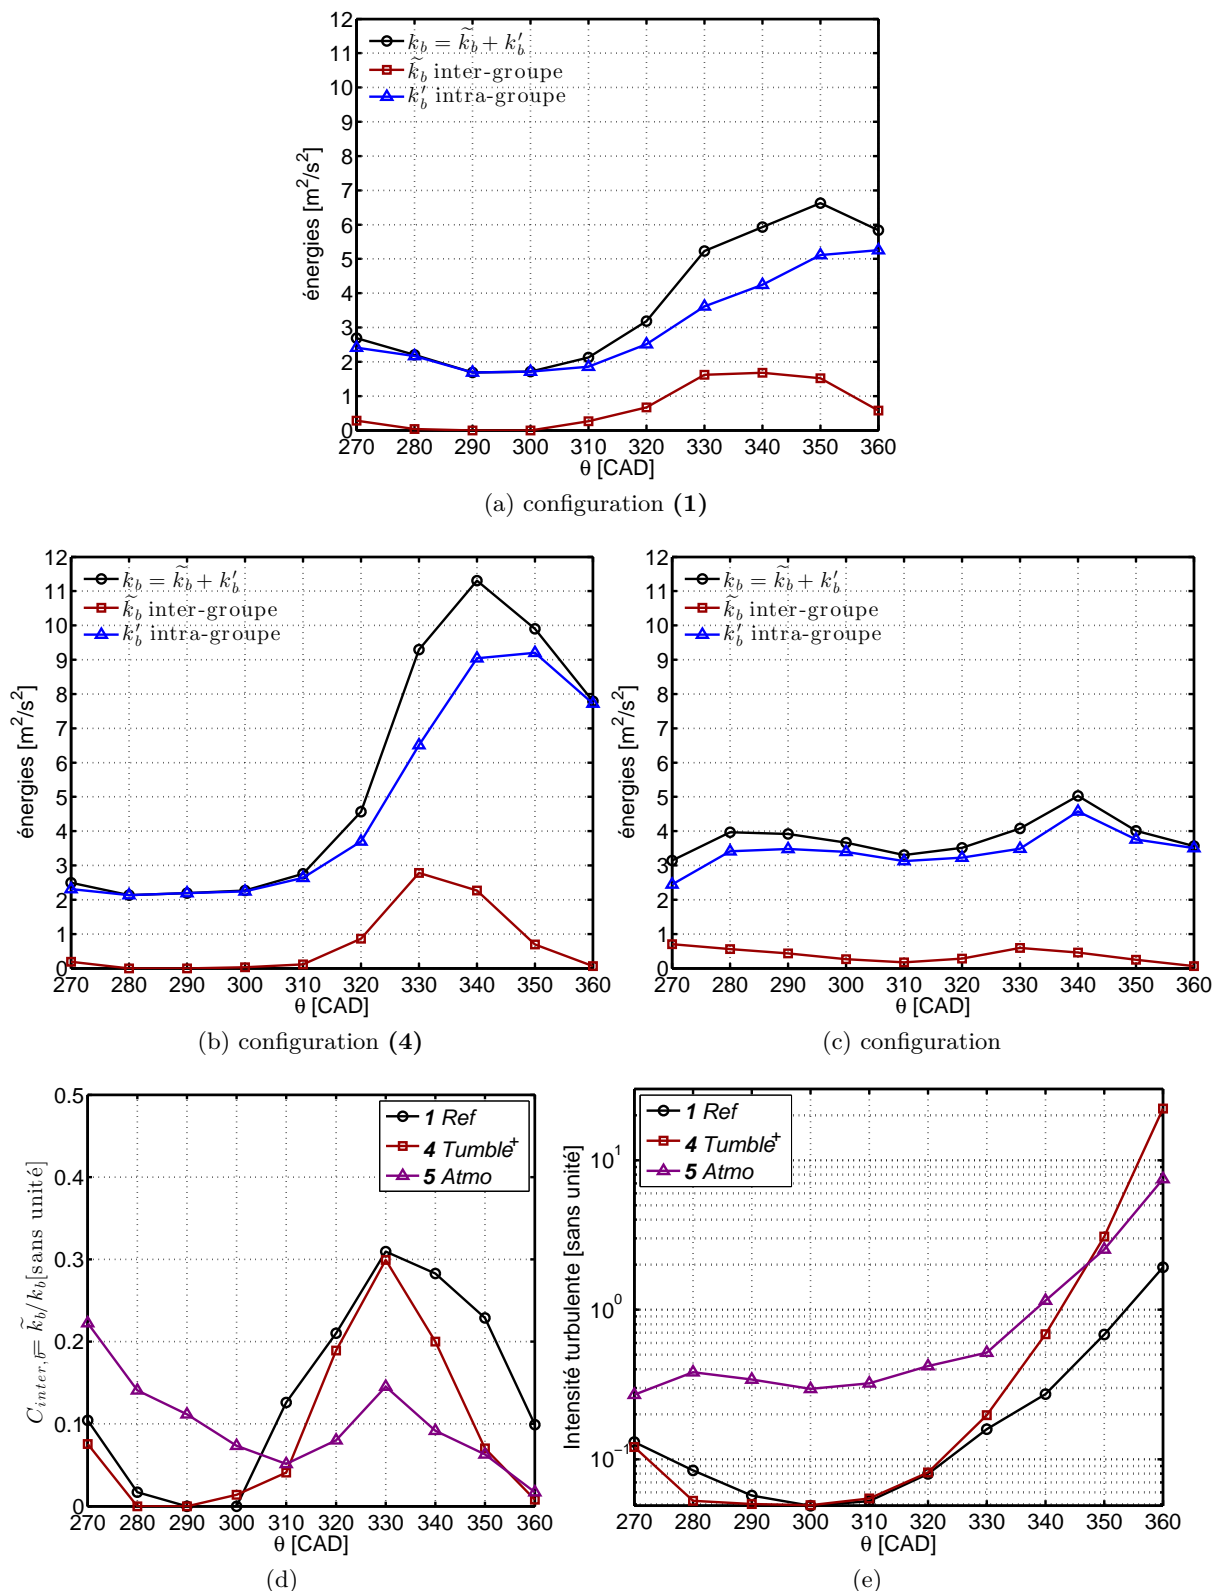 12
11
10
9
8
7
6
5
4
3
2
1
0
énergies [m²/s²]
k_b = k̃_b + k'_b
k̃_b inter-groupe
k'_b intra-groupe
270 280 290 300 310 320 330 340 350 360
θ [CAD]
(a) configuration (1)
12
11
10
9
8
7
6
5
4
3
2
1
0
énergies [m²/s²]
k_b = k̃_b + k'_b
k̃_b inter-groupe
k'_b intra-groupe
270 280 290 300 310 320 330 340 350 360
θ [CAD]
(b) configuration (4)
12
11
10
9
8
7
6
5
4
3
2
1
0
énergies [m²/s²]
k_b = k̃_b + k'_b
k̃_b inter-groupe
k'_b intra-groupe
270 280 290 300 310 320 330 340 350 360
θ [CAD]
(c) configuration
0.5
0.4
0.3
0.2
0.1
0
C_{inter,b} = k̃_b/k_b [sans unité]
1 Ref
4 Tumble⁺
5 Atmo
270 280 290 300 310 320 330 340 350 360
θ [CAD]
(d)
10¹
10⁰
10⁻¹
Intensité turbulente [sans unité]
1 Ref
4 Tumble⁺
5 Atmo
270 280 290 300 310 320 330 340 350 360
θ [CAD]
(e)